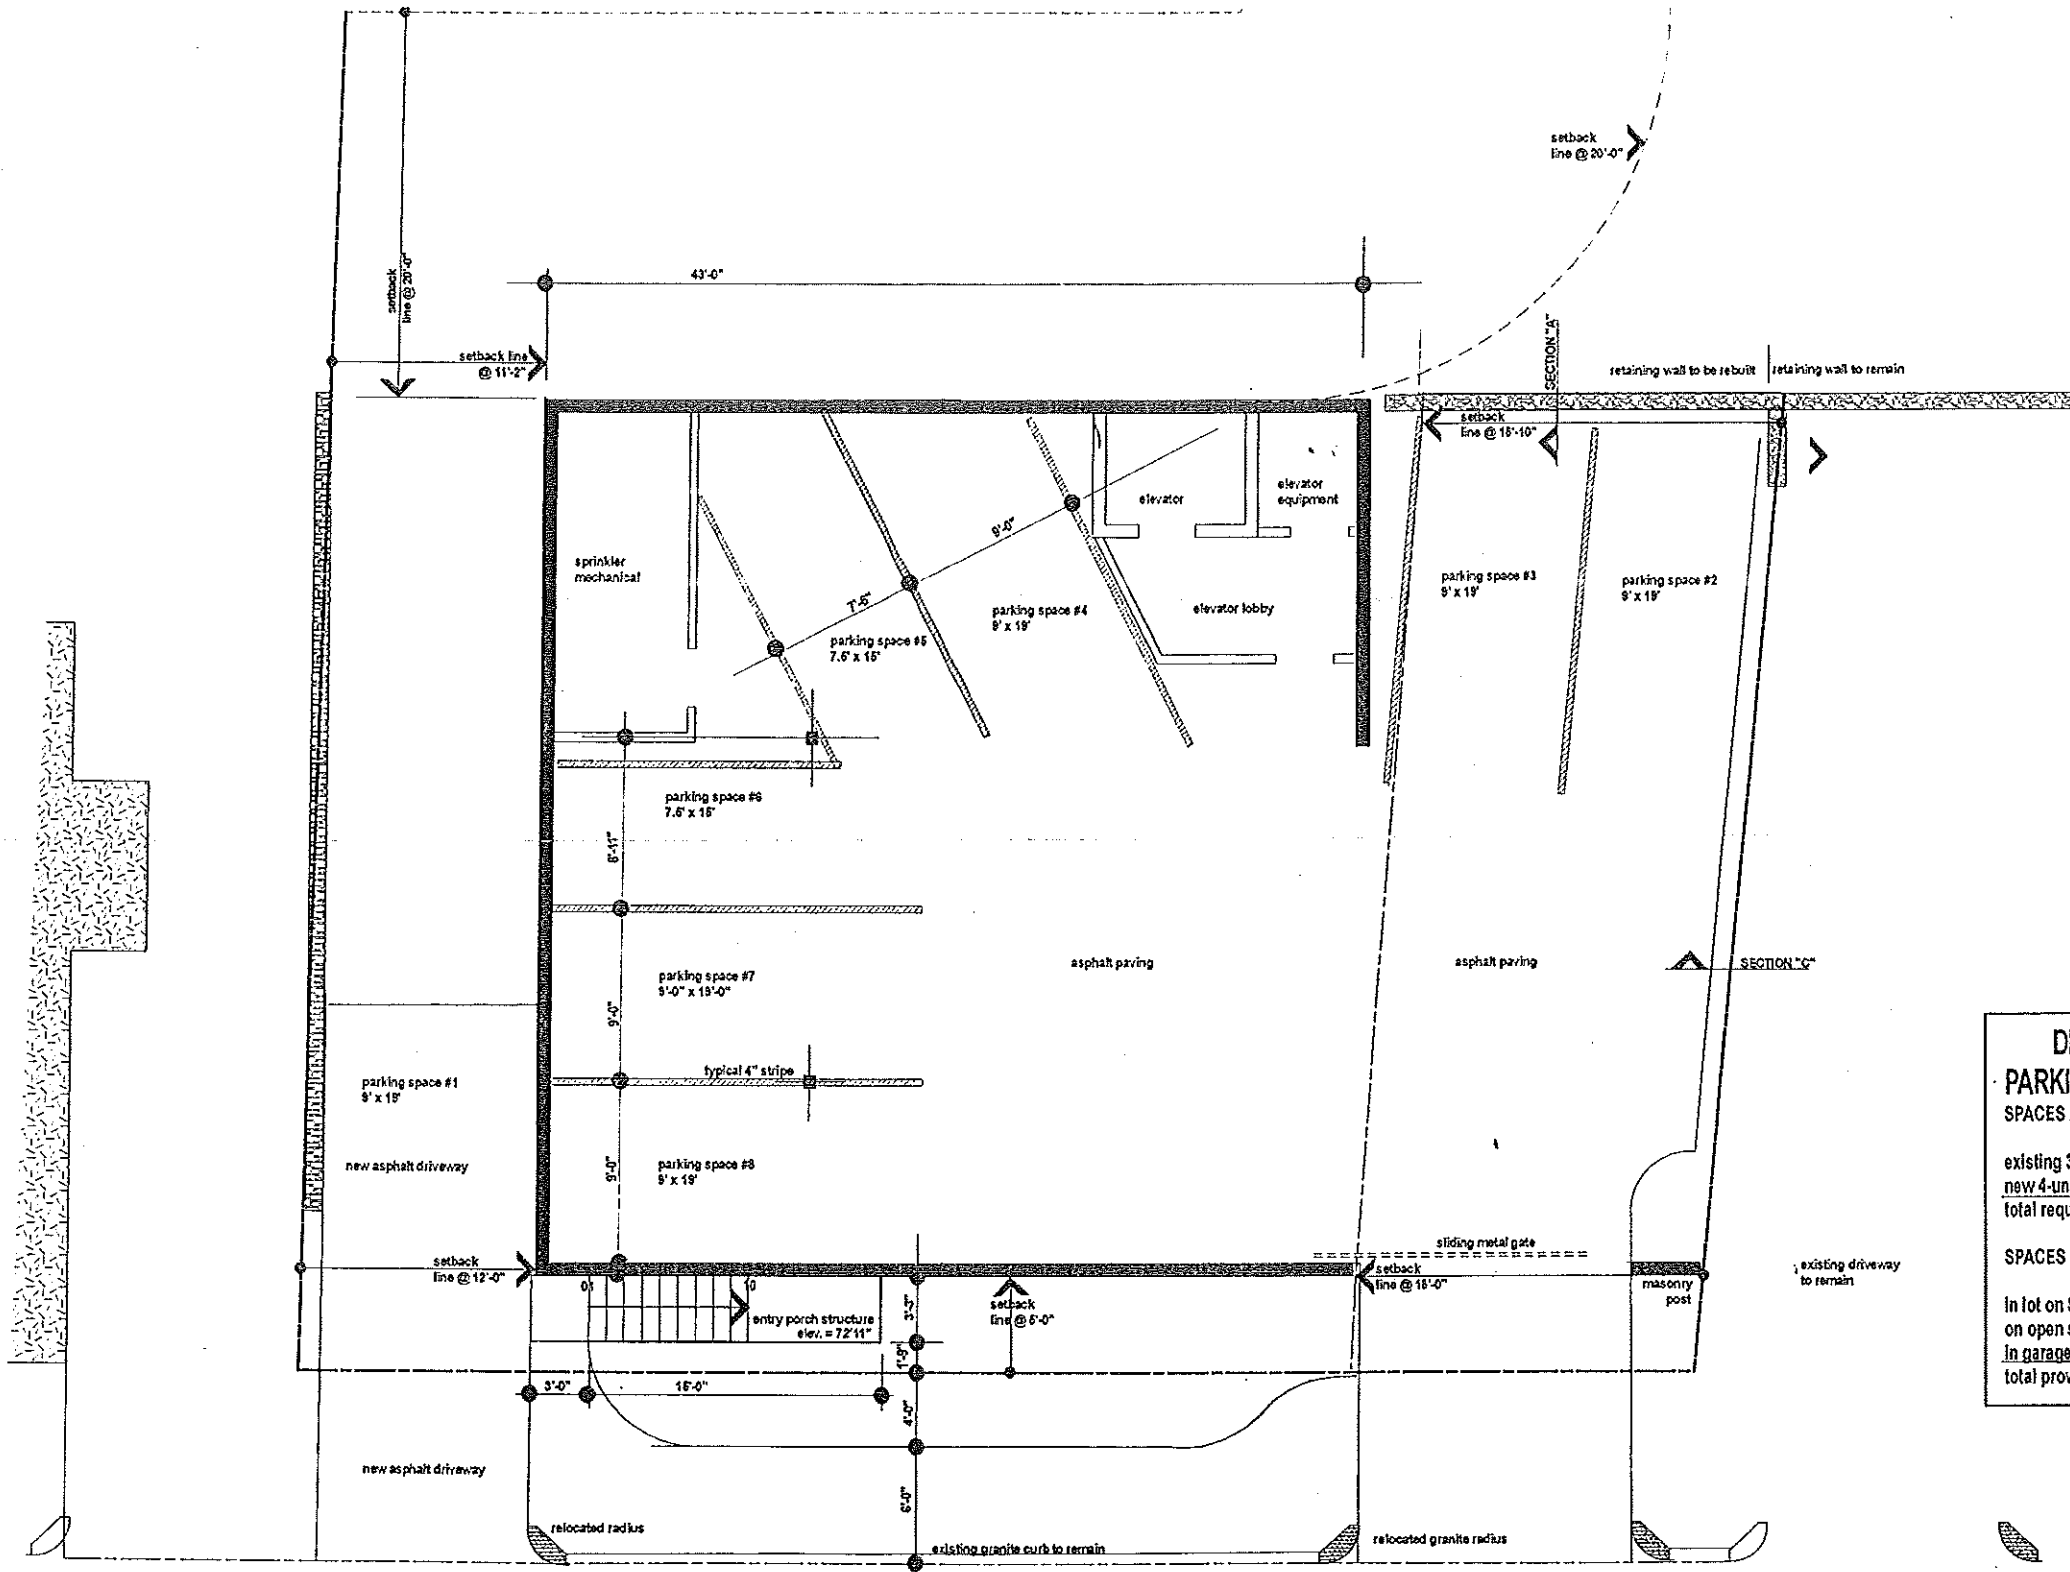 setback
line @ 20'-0"
setback
line @ 20'-0"
43'-0"
setback line
@ 11'-2"
SECTION "A"
retaining wall to be rebuilt
retaining wall to remain
setback
line @ 15'-10"
elevator
elevator
equipment
9'-0"
sprinkler
mechanical
7'-6"
parking space #3
9' x 19'
parking space #2
9' x 19'
parking space #4
9' x 19'
elevator lobby
parking space #5
7.5' x 15'
parking space #6
7.5' x 15'
8'-11"
asphalt paving
asphalt paving
SECTION "C"
parking space #7
9'-0" x 19'-0"
9'-0"
typical 4" stripe
parking space #1
9' x 19'
new asphalt driveway
parking space #8
9' x 19'
9'-0"
sliding metal gate
setback
line @ 12'-0"
setback
line @ 18'-0"
masonry
post
existing driveway
to remain
01
10
entry porch structure
elev. = 72'11"
3'-3"
setback
line @ 5'-0"
1'-9"
3'-0"
15'-0"
4'-0"
new asphalt driveway
6'-0"
relocated radius
existing granite curb to remain
relocated granite radius
D
PARKI
SPACES
existing 3
new 4-un
total requ
SPACES
in lot on S
on open s
in garage
total prov